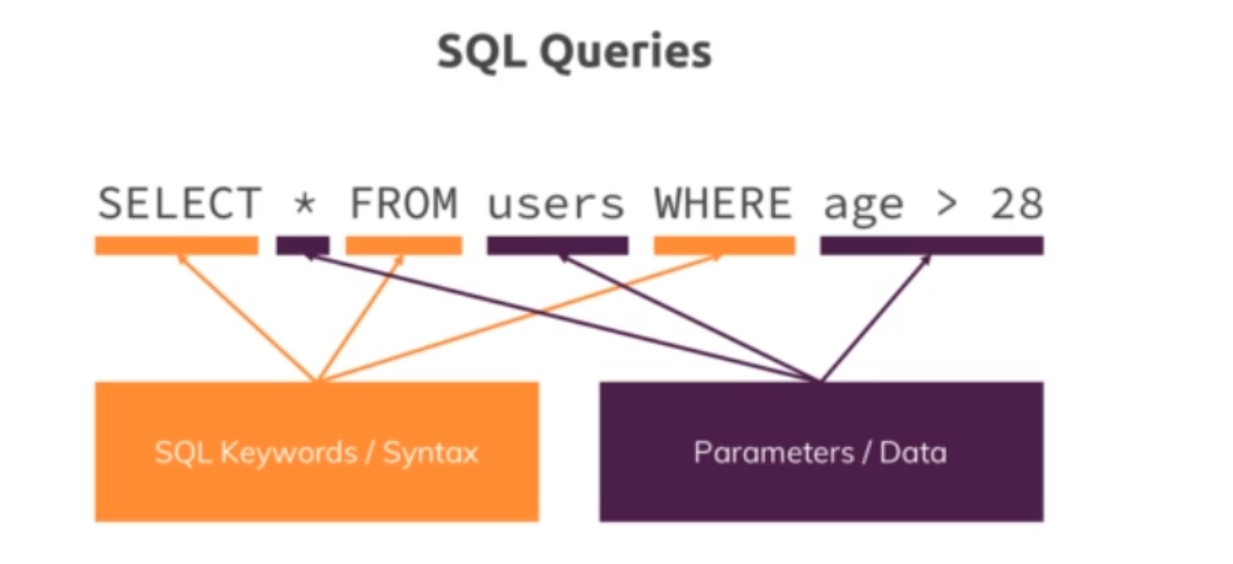 SQL Queries
SELECT * FROM users WHERE age > 28
SQL Keywords / Syntax
Parameters / Data